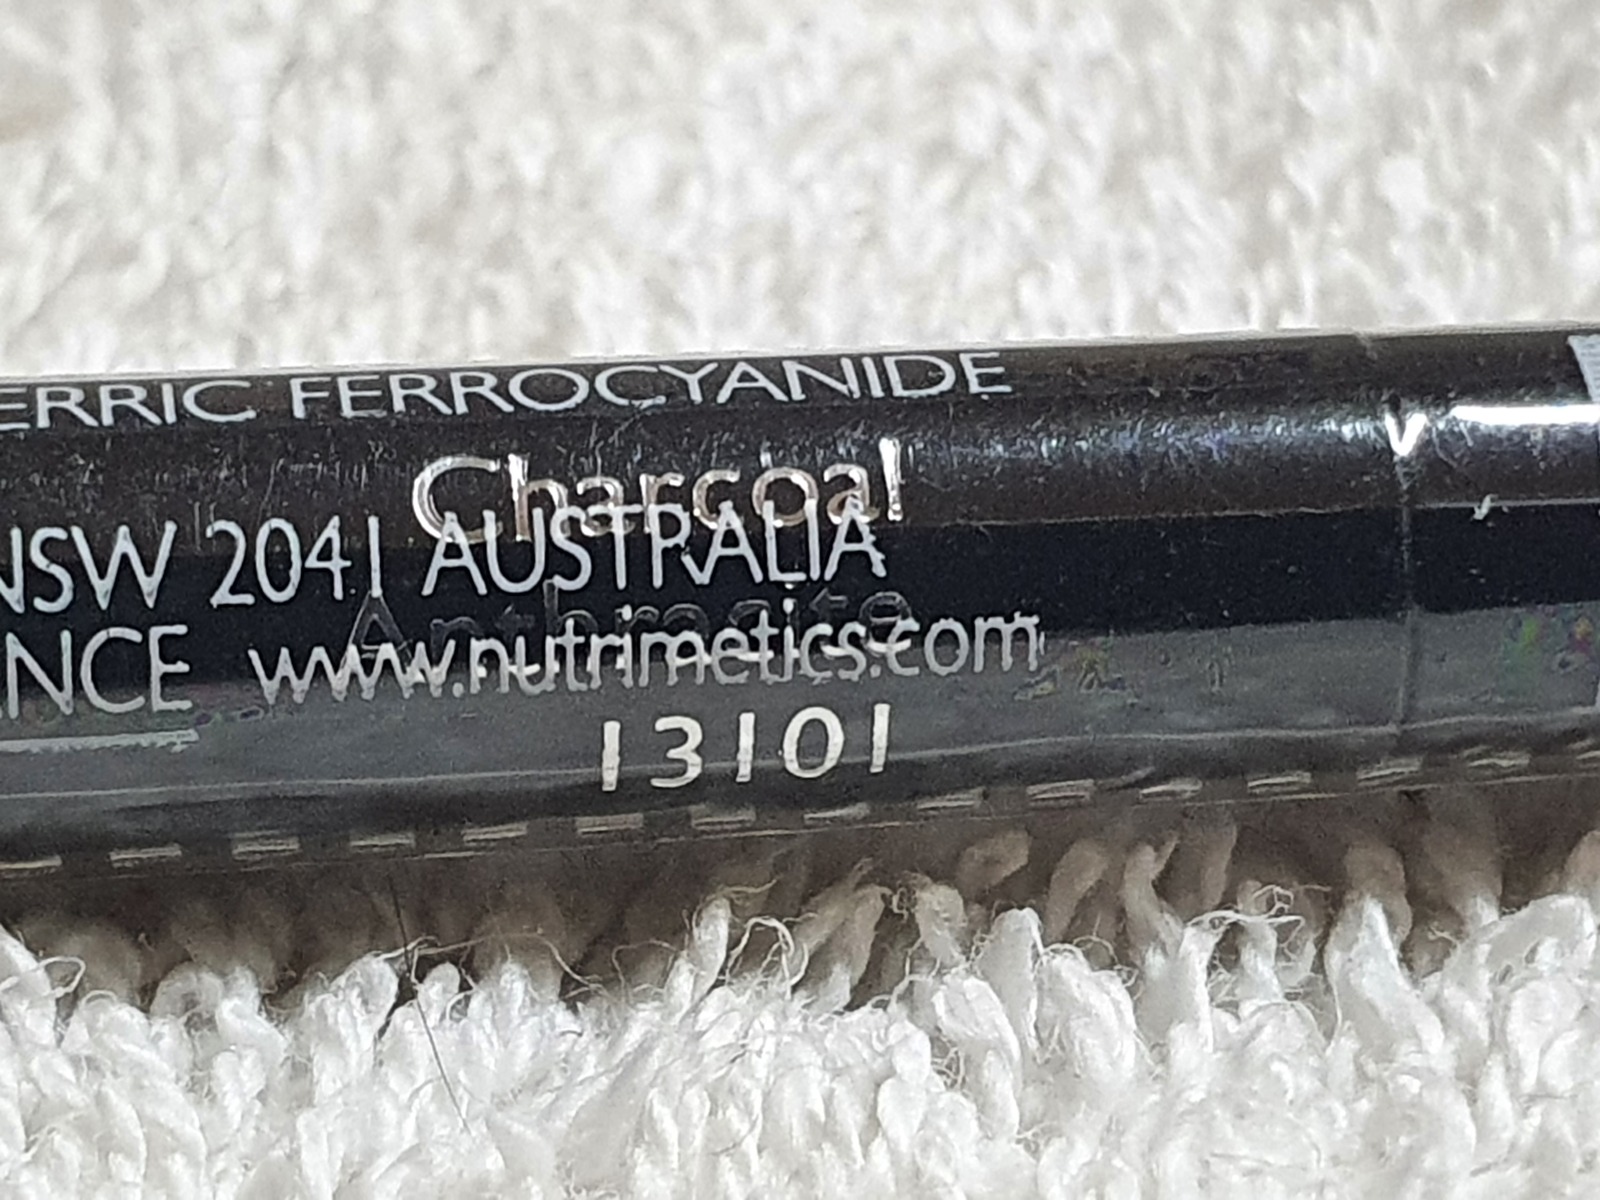 ERRIC FERROCYANIDE
Charcoal
NSW 2041 AUSTRALIA
Anthracite
NCE www.nutrimetics.com
13101